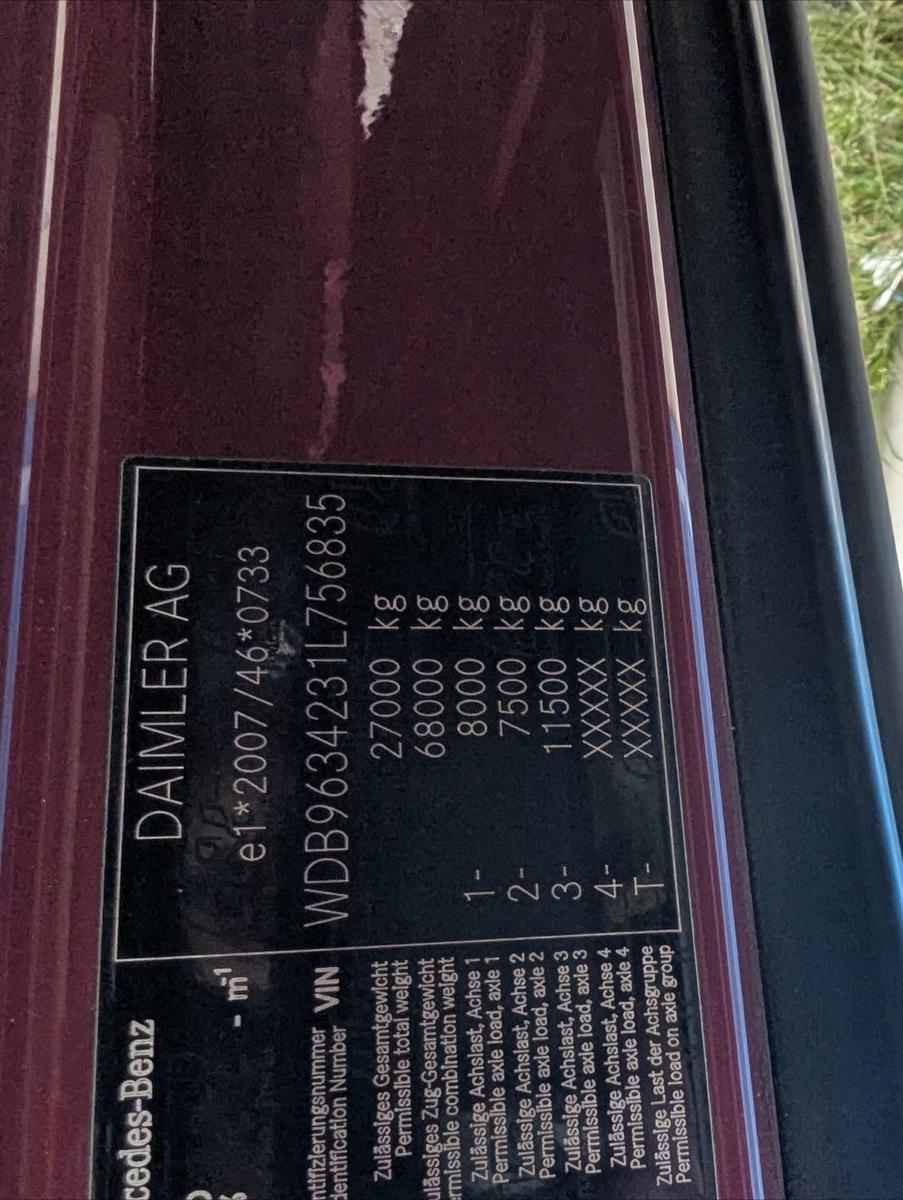 DAIMLER AG
cedes-Benz e1*2007/46*0733
- m⁻¹
ntifizierungsnummer
dentification Number VIN WDB9634231L756835
Zulässiges Gesamtgewicht
Permissible total weight 27000 kg
ulässiges Zug-Gesamtgewicht
ermissible combination weight 68000 kg
Zulässige Achslast, Achse 1
Permissible axle load, axle 1 1- 8000 kg
Zulässige Achslast, Achse 2
Permissible axle load, axle 2 2- 7500 kg
Zulässige Achslast, Achse 3
Permissible axle load, axle 3 3- 11500 kg
Zulässige Achslast, Achse 4
Permissible axle load, axle 4 4- XXXXX kg
Zulässige Last der Achsgruppe
Permissible load on axle group T- XXXXX kg